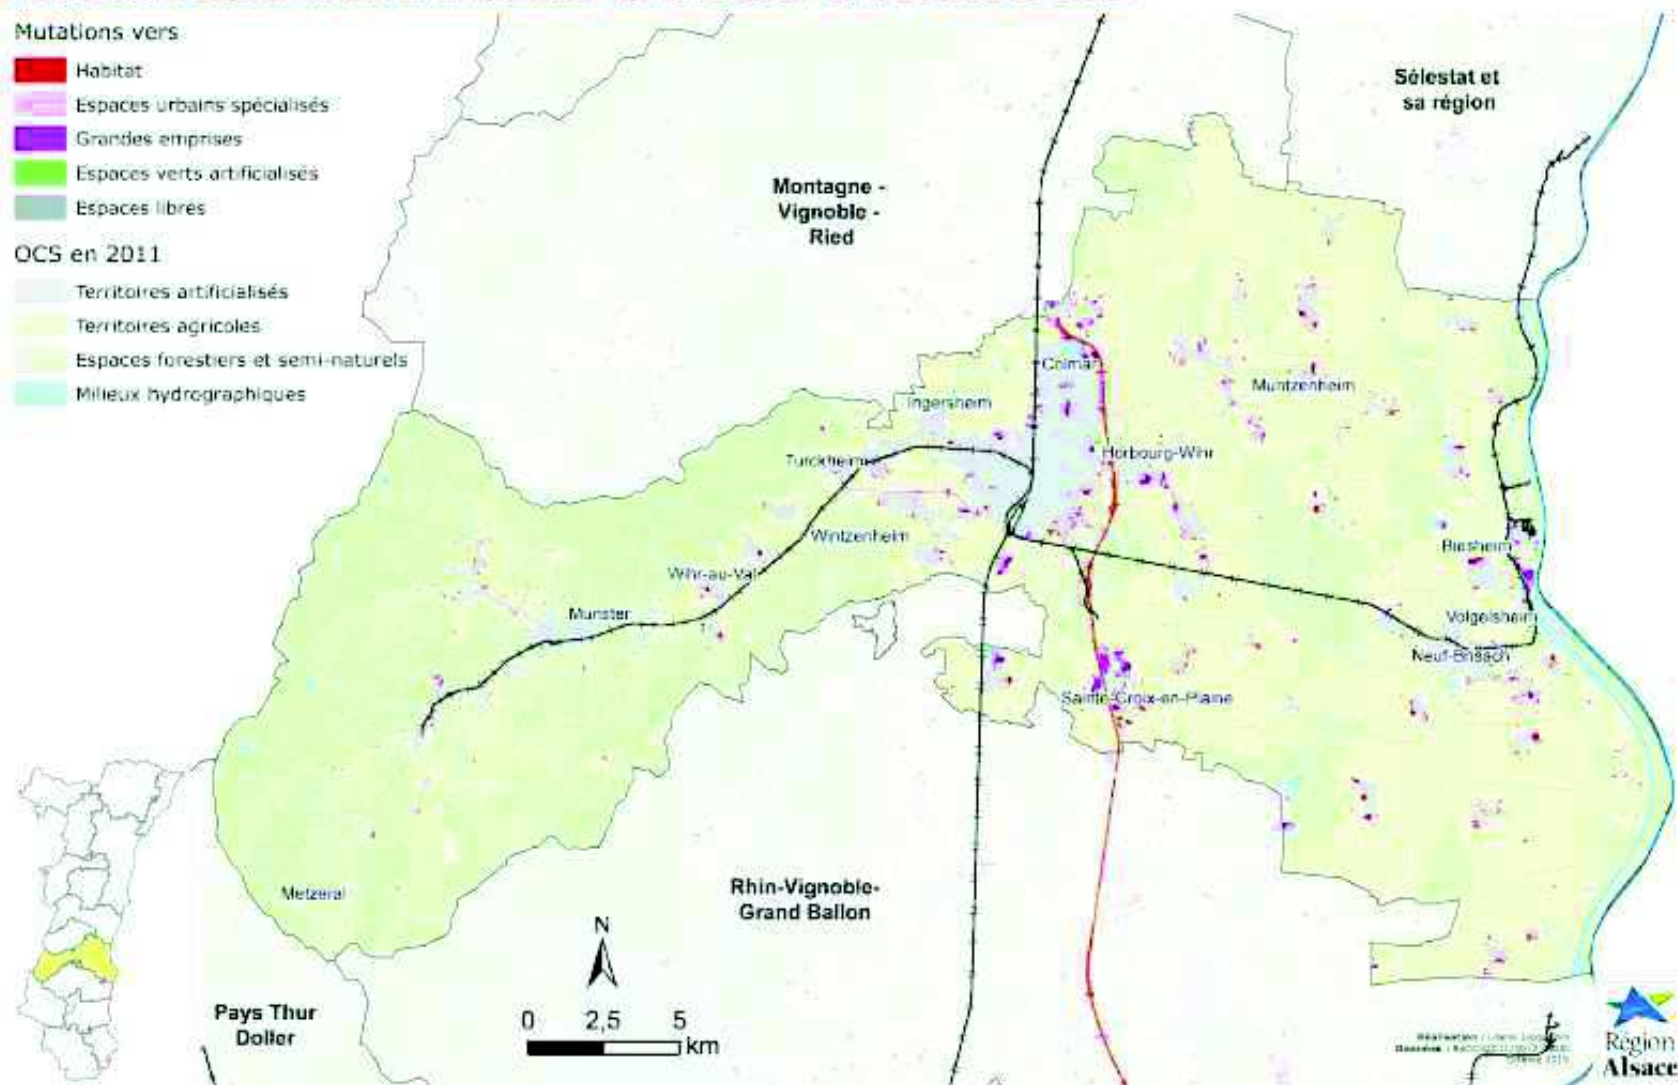 Mutations vers
Habitat
Espaces urbains spécialisés
Grandes emprises
Espaces verts artificialisés
Espaces libres
OCS en 2011
Territoires artificialisés
Territoires agricoles
Espaces forestiers et semi-naturels
Milieux hydrographiques
Sélestat et
sa région
Montagne -
Vignoble -
Ried
Colmar
Muntzenheim
Ingersheim
Horbourg-Wihr
Turckheim
Wintzenheim
Biesheim
Wihr-au-Val
Munster
Volgelsheim
Neuf-Brisach
Sainte-Croix-en-Plaine
Metzeral
Rhin-Vignoble-
Grand Ballon
Pays Thur
Doller
N
0 2,5 5
km
Réalisation :
Région
Alsace